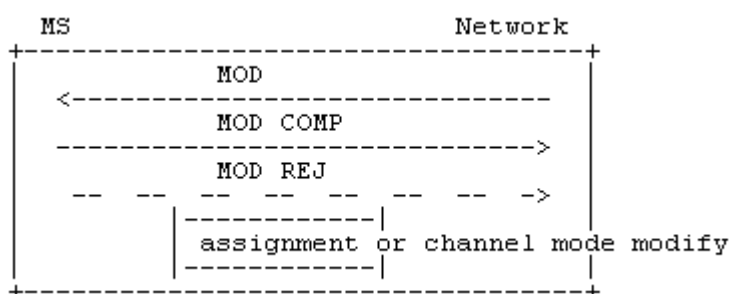 MS Network
MOD
MOD COMP
MOD REJ
assignment or channel mode modify